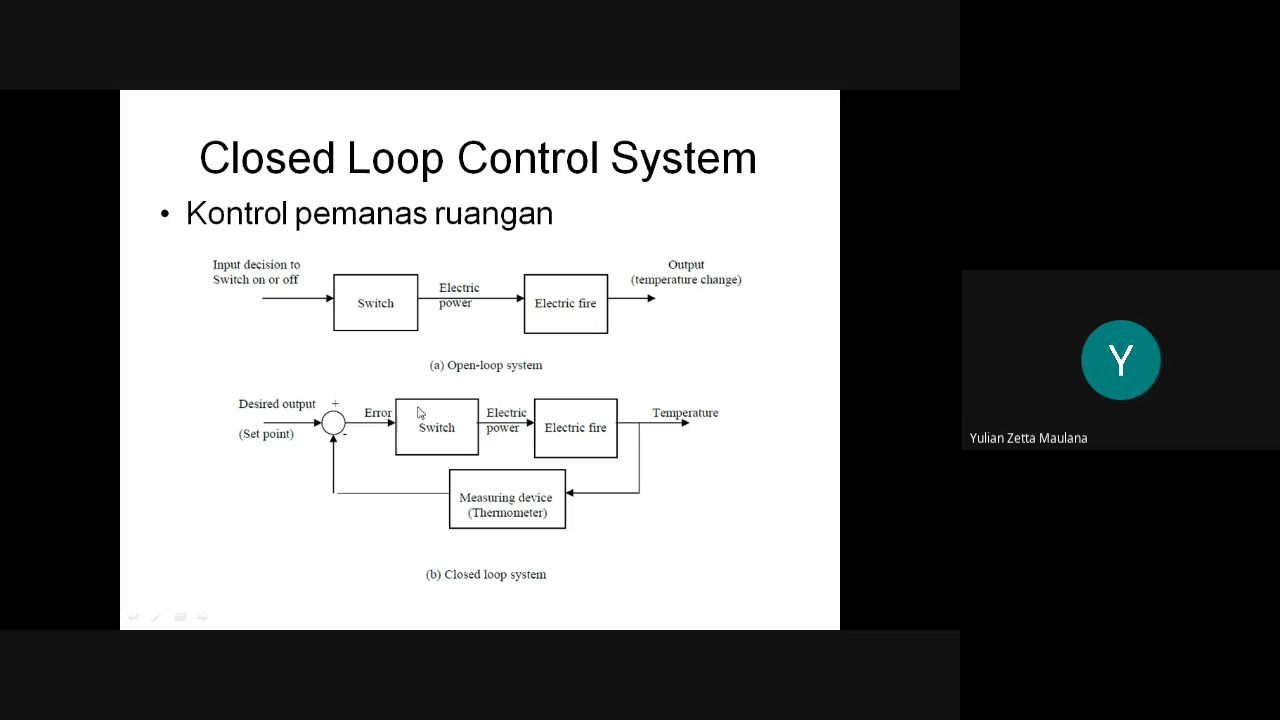 Closed Loop Control System
• Kontrol pemanas ruangan
Input decision to
Switch on or off
Switch
Electric
power
Electric fire
Output
(temperature change)
(a) Open-loop system
Desired output
(Set point)
+
-
Error
Switch
Electric
power
Electric fire
Temperature
Measuring device
(Thermometer)
(b) Closed loop system
Y
Yulian Zetta Maulana